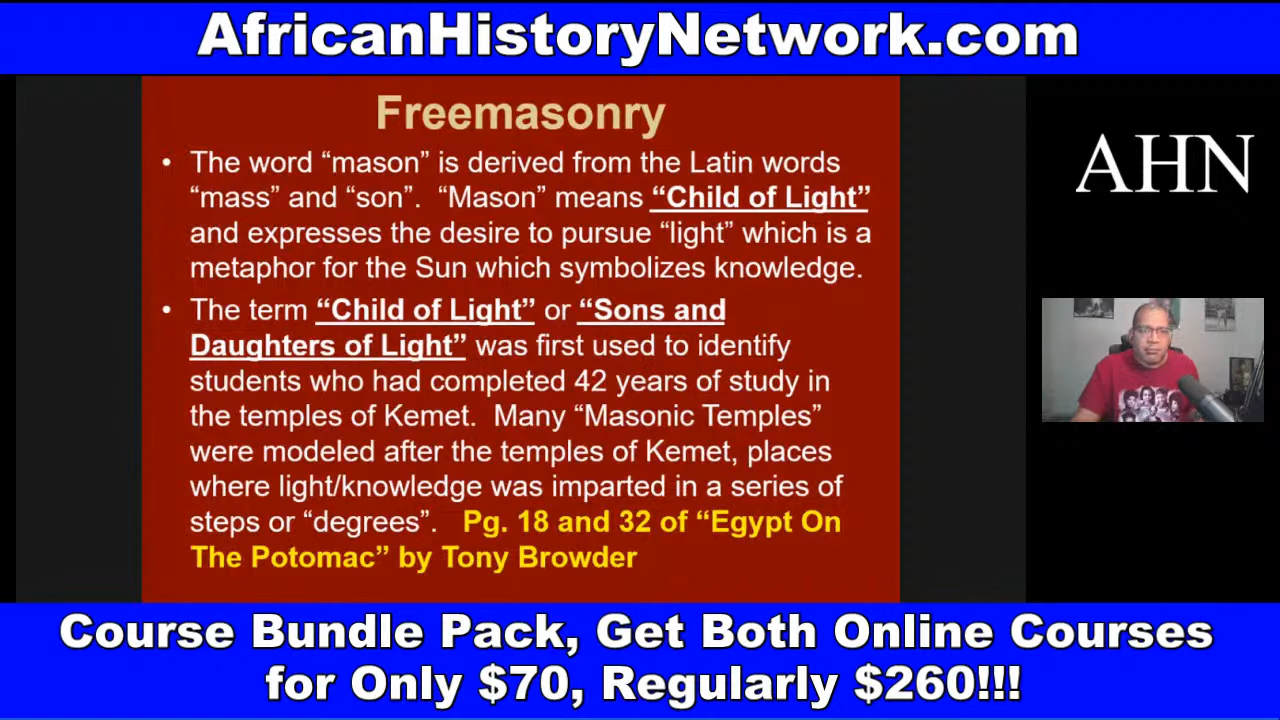 AfricanHistoryNetwork.com
Freemasonry
• The word “mason” is derived from the Latin words
“mass” and “son”. “Mason” means “Child of Light”
and expresses the desire to pursue “light” which is a
metaphor for the Sun which symbolizes knowledge.
• The term “Child of Light” or “Sons and
Daughters of Light” was first used to identify
students who had completed 42 years of study in
the temples of Kemet. Many “Masonic Temples”
were modeled after the temples of Kemet, places
where light/knowledge was imparted in a series of
steps or “degrees”. Pg. 18 and 32 of “Egypt On
The Potomac” by Tony Browder
AHN
Course Bundle Pack, Get Both Online Courses
for Only $70, Regularly $260!!!